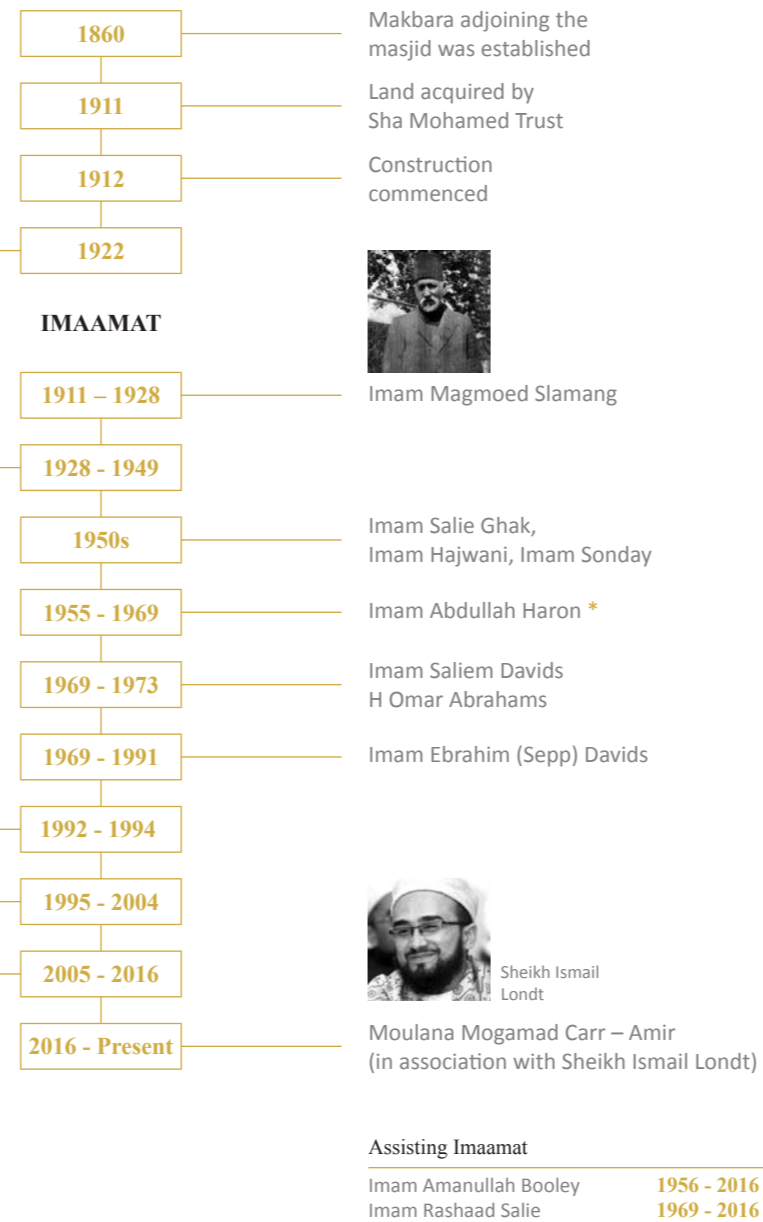 1860
Makbara adjoining the
masjid was established
1911
Land acquired by
Sha Mohamed Trust
1912
Construction
commenced
1922
IMAAMAT
1911 – 1928
Imam Magmoed Slamang
1928 - 1949
1950s
Imam Salie Ghak,
Imam Hajwani, Imam Sonday
1955 - 1969
Imam Abdullah Haron *
1969 - 1973
Imam Saliem Davids
H Omar Abrahams
1969 - 1991
Imam Ebrahim (Sepp) Davids
1992 - 1994
1995 - 2004
2005 - 2016
Sheikh Ismail
Londt
2016 - Present
Moulana Mogamad Carr – Amir
(in association with Sheikh Ismail Londt)
Assisting Imaamat
Imam Amanullah Booley 1956 - 2016
Imam Rashaad Salie 1969 - 2016